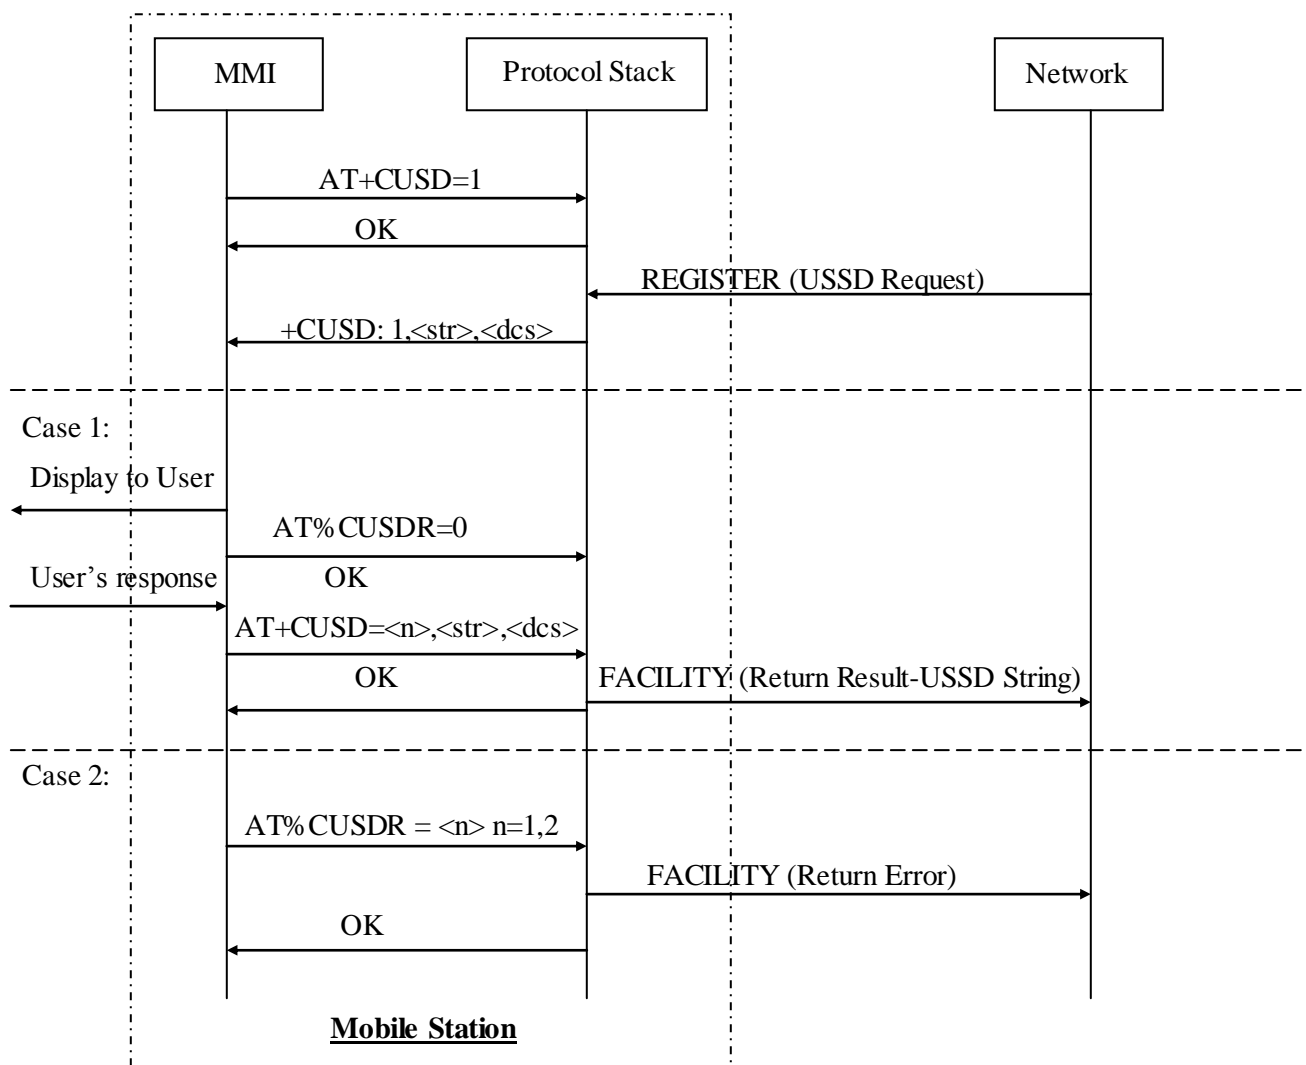 MMI
Protocol Stack
Network
AT+CUSD=1
OK
REGISTER (USSD Request)
+CUSD: 1,<str>,<dcs>
Case 1:
Display to User
AT%CUSDR=0
User’s response
OK
AT+CUSD=<n>,<str>,<dcs>
OK
FACILITY (Return Result-USSD String)
Case 2:
AT%CUSDR = <n> n=1,2
FACILITY (Return Error)
OK
Mobile Station